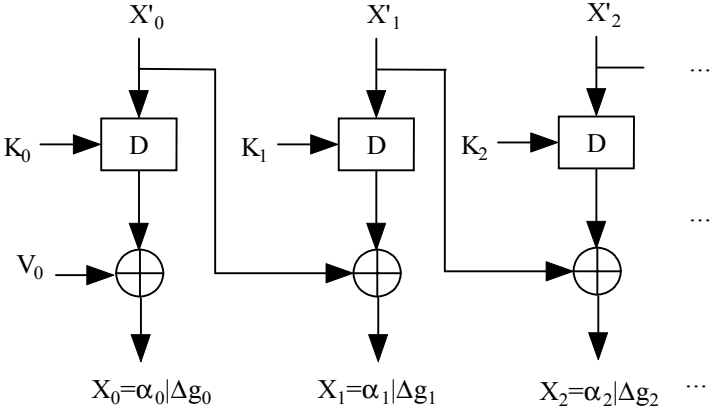 X'₀ X'₁ X'₂
...
K₀ D K₁ D K₂ D
...
V₀
X₀=α₀|Δg₀ X₁=α₁|Δg₁ X₂=α₂|Δg₂ ...